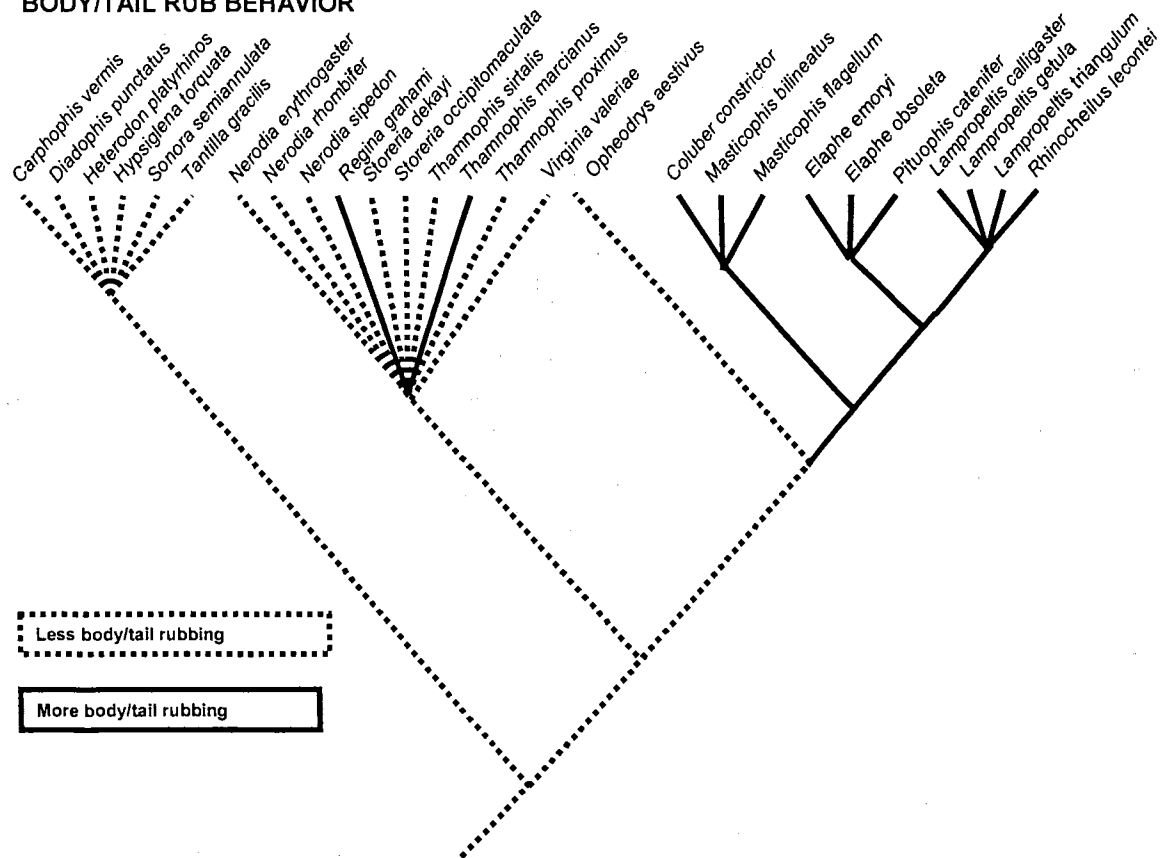 BODY/TAIL RUB BEHAVIOR
Carphophis vermis
Diadophis punctatus
Heterodon platyrhinos
Hypsiglena torquata
Sonora semiannulata
Tantilla gracilis
Nerodia erythrogaster
Nerodia rhombifer
Nerodia sipedon
Regina grahami
Storeria dekayi
Storeria occipitomaculata
Thamnophis sirtalis
Thamnophis marcianus
Thamnophis proximus
Virginia valeriae
Opheodrys aestivus
Coluber constrictor
Masticophis bilineatus
Masticophis flagellum
Elaphe emoryi
Elaphe obsoleta
Pituophis catenifer
Lampropeltis calligaster
Lampropeltis getula
Lampropeltis triangulum
Rhinocheilus lecontei
Less body/tail rubbing
More body/tail rubbing